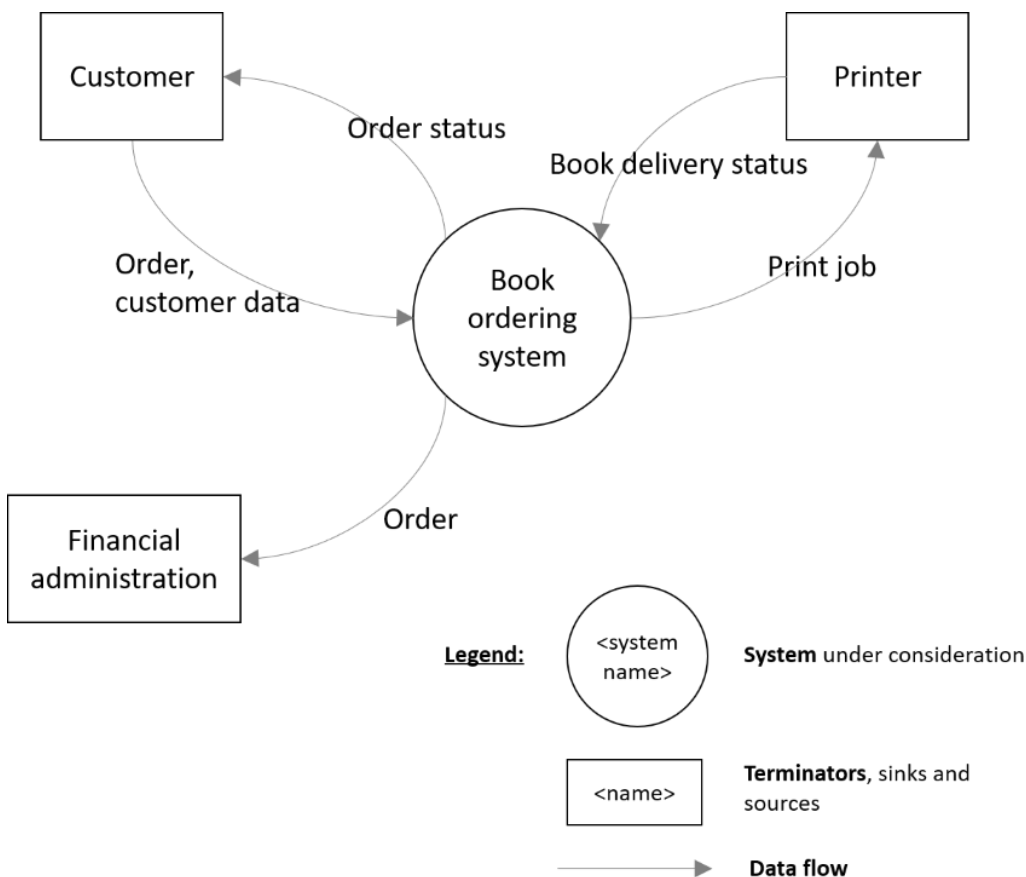 Customer
Printer
Order status
Book delivery status
Order,
customer data
Print job
Book
ordering
system
Order
Financial
administration
Legend:
<system
name>
System under consideration
<name>
Terminators, sinks and
sources
Data flow